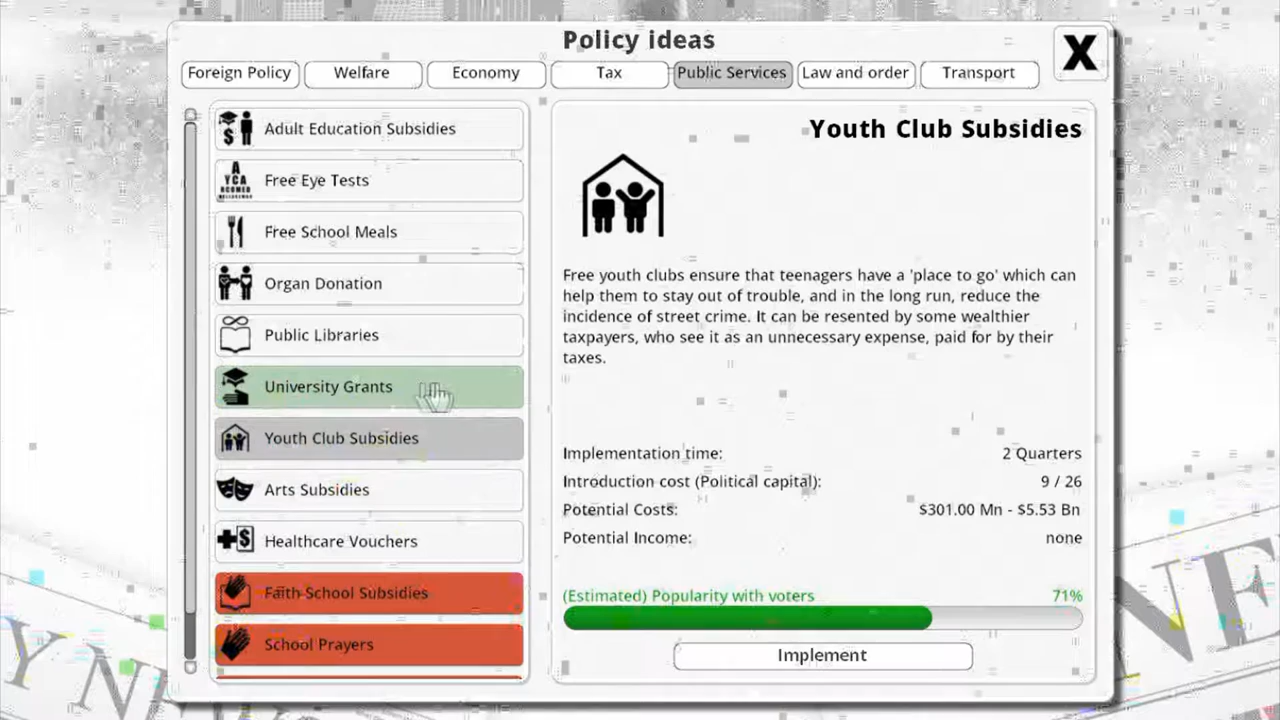 Policy ideas
X
Foreign Policy
Welfare
Economy
Tax
Public Services
Law and order
Transport
Adult Education Subsidies
Free Eye Tests
Free School Meals
Organ Donation
Public Libraries
University Grants
Youth Club Subsidies
Arts Subsidies
Healthcare Vouchers
Faith School Subsidies
School Prayers
Youth Club Subsidies
Free youth clubs ensure that teenagers have a 'place to go' which can
help them to stay out of trouble, and in the long run, reduce the
incidence of street crime. It can be resented by some wealthier
taxpayers, who see it as an unnecessary expense, paid for by their
taxes.
Implementation time: 2 Quarters
Introduction cost (Political capital): 9 / 26
Potential Costs: $301.00 Mn - $5.53 Bn
Potential Income: none
(Estimated) Popularity with voters 71%
Implement